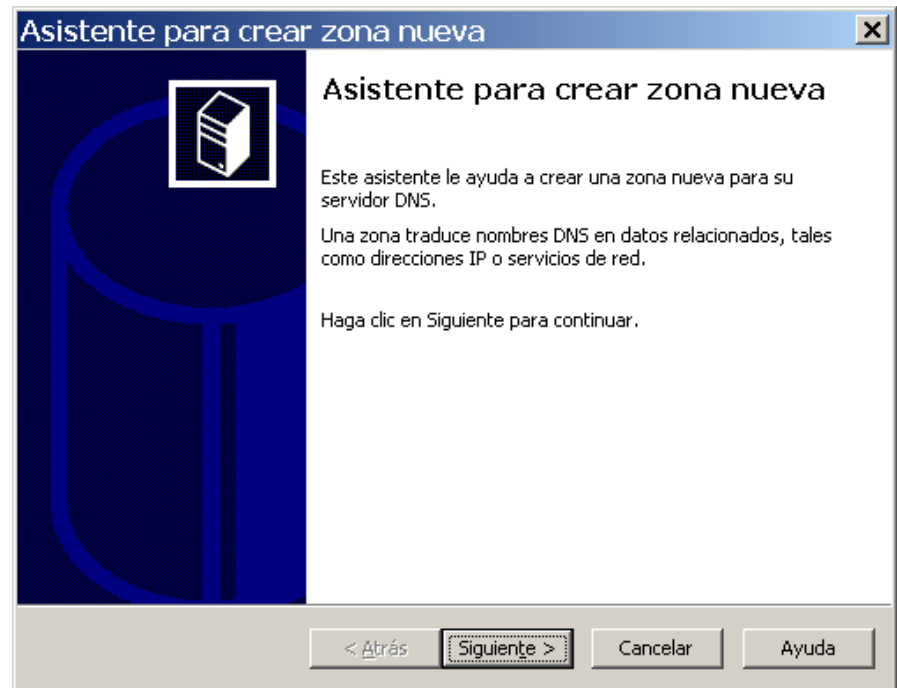 Asistente para crear zona nueva
Asistente para crear zona nueva
Este asistente le ayuda a crear una zona nueva para su
servidor DNS.
Una zona traduce nombres DNS en datos relacionados, tales
como direcciones IP o servicios de red.
Haga clic en Siguiente para continuar.
< Atrás Siguiente > Cancelar Ayuda